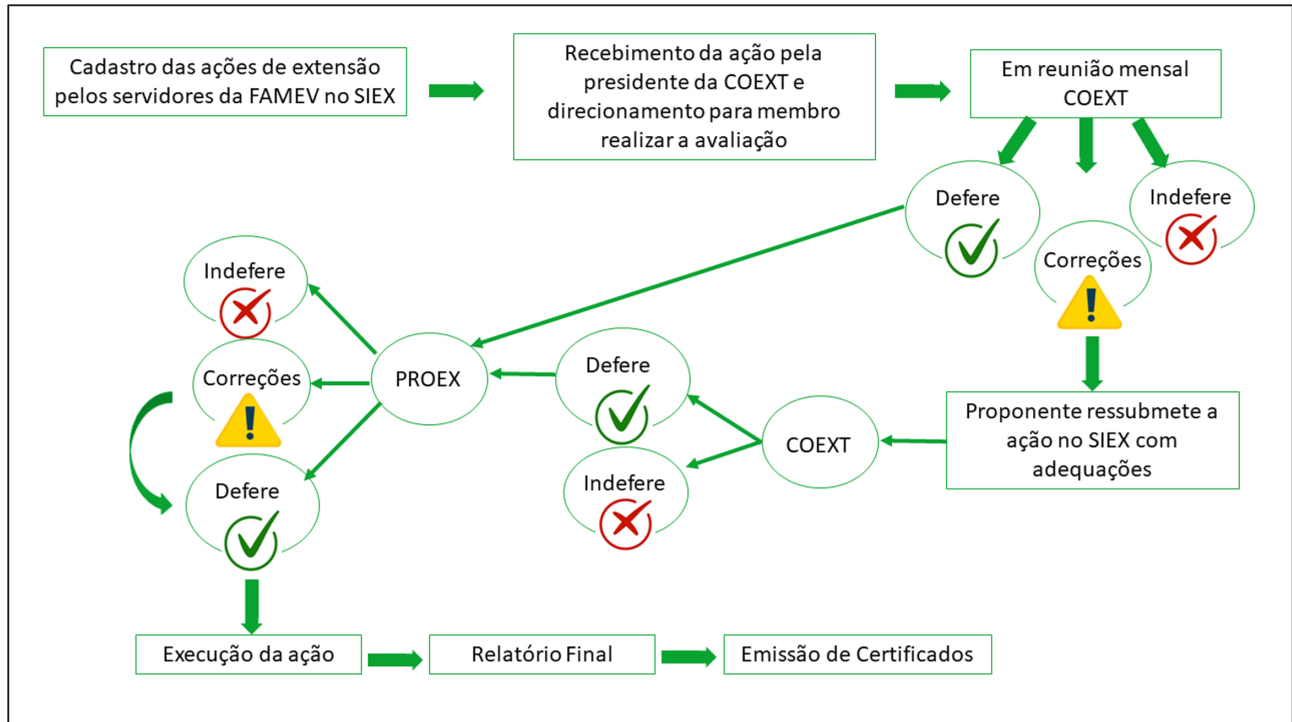 Cadastro das ações de extensão
pelos servidores da FAMEV no SIEX
Recebimento da ação pela
presidente da COEXT e
direcionamento para membro
realizar a avaliação
Em reunião mensal
COEXT
Defere
Indefere
Correções
Proponente ressubmete a
ação no SIEX com
adequações
COEXT
Defere
Indefere
PROEX
Indefere
Correções
Defere
Execução da ação
Relatório Final
Emissão de Certificados